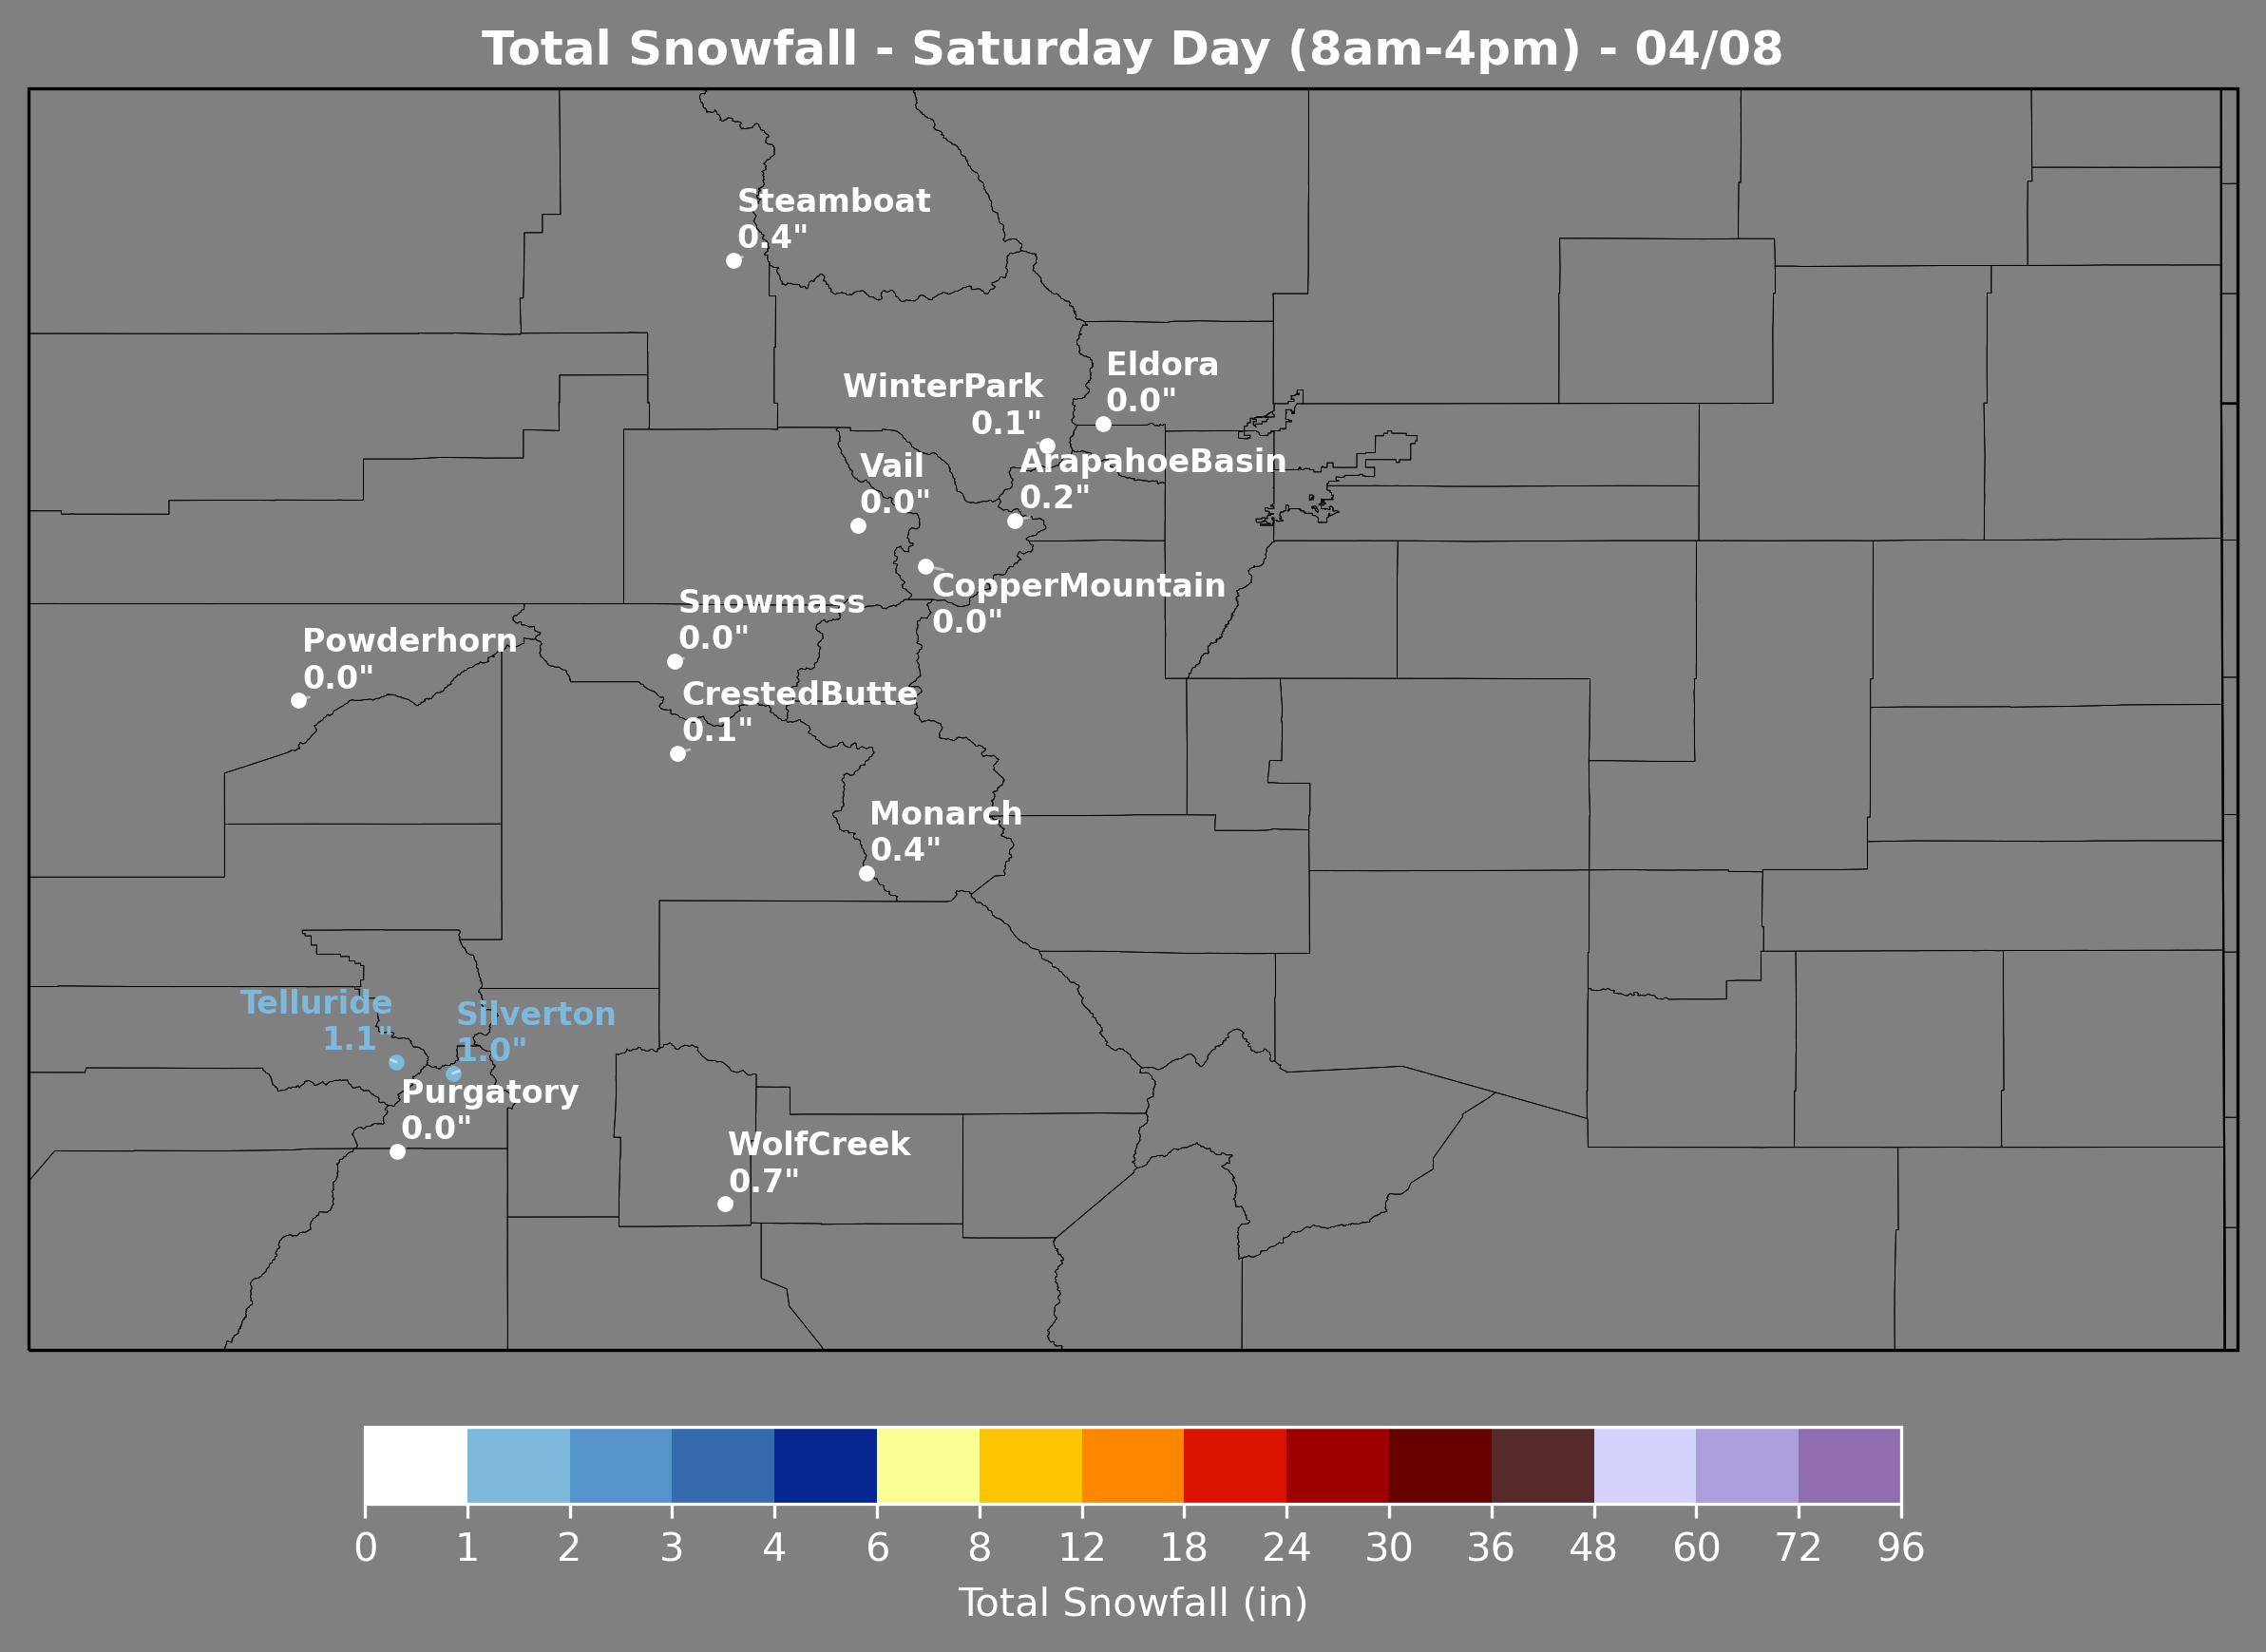 Total Snowfall - Saturday Day (8am-4pm) - 04/08
Steamboat
0.4"
Eldora
0.0"
WinterPark
0.1"
ArapahoeBasin
0.2"
Vail
0.0"
CopperMountain
0.0"
Snowmass
0.0"
Powderhorn
0.0"
CrestedButte
0.1"
Monarch
0.4"
Telluride
1.1"
Silverton
1.0"
Purgatory
0.0"
WolfCreek
0.7"
0 1 2 3 4 6 8 12 18 24 30 36 48 60 72 96
Total Snowfall (in)